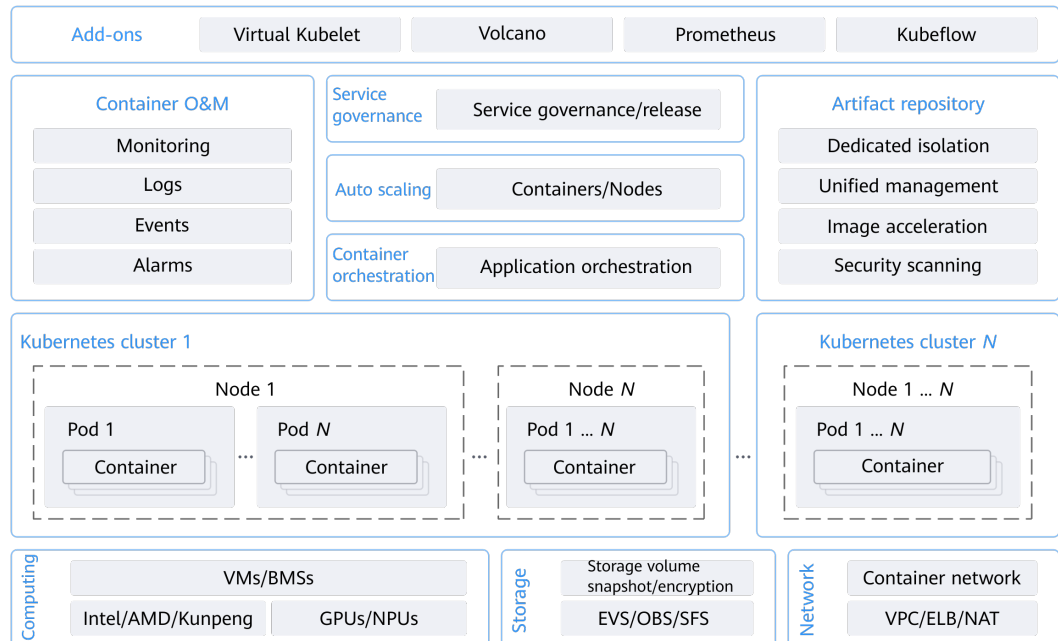 Add-ons
Virtual Kubelet
Volcano
Prometheus
Kubeflow
Container O&M
Monitoring
Logs
Events
Alarms
Service
governance
Service governance/release
Auto scaling
Containers/Nodes
Container
orchestration
Application orchestration
Artifact repository
Dedicated isolation
Unified management
Image acceleration
Security scanning
Kubernetes cluster 1
Node 1
Pod 1
Container
...
Pod N
Container
...
Node N
Pod 1 ... N
Container
...
Kubernetes cluster N
Node 1 ... N
Pod 1 ... N
Container
Computing
VMs/BMSs
Intel/AMD/Kunpeng
GPUs/NPUs
Storage
Storage volume
snapshot/encryption
EVS/OBS/SFS
Network
Container network
VPC/ELB/NAT